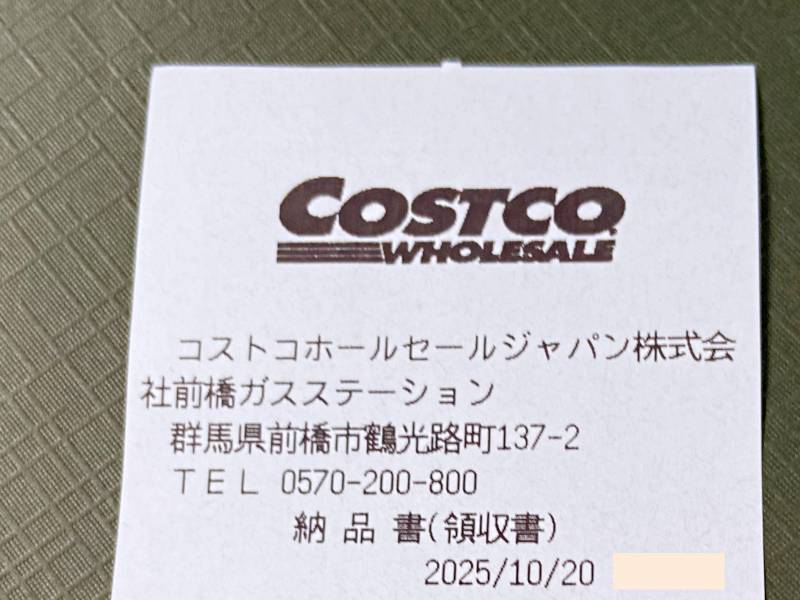 COSTCO
WHOLESALE
コストコホールセールジャパン株式会
社前橋ガスステーション
群馬県前橋市鶴光路町137-2
ＴＥＬ 0570-200-800
納 品 書(領収書)
2025/10/20